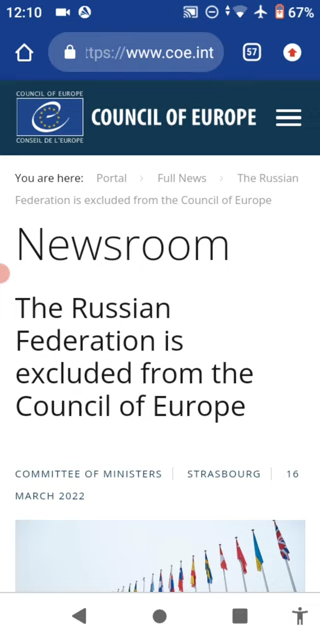 12:10
67%
ttps://www.coe.int
57
COUNCIL OF EUROPE
COUNCIL OF EUROPE
CONSEIL DE L'EUROPE
You are here: Portal > Full News > The Russian
Federation is excluded from the Council of Europe
Newsroom
The Russian
Federation is
excluded from the
Council of Europe
COMMITTEE OF MINISTERS | STRASBOURG | 16
MARCH 2022